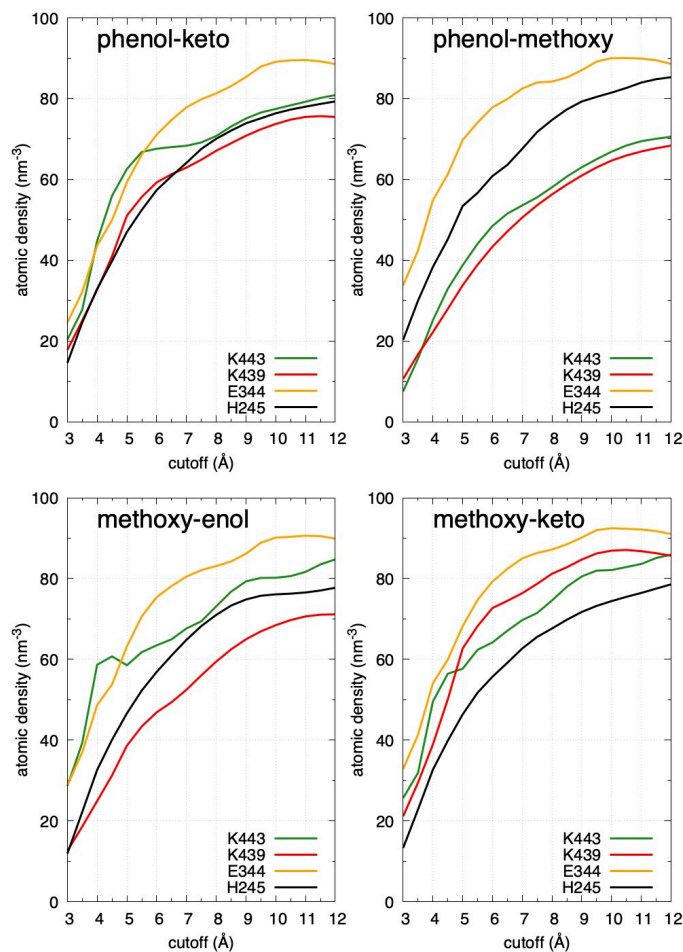 phenol-keto
atomic density (nm⁻³)
100
80
60
40
20
0
K443
K439
E344
H245
3 4 5 6 7 8 9 10 11 12
cutoff (Å)
phenol-methoxy
atomic density (nm⁻³)
100
80
60
40
20
0
K443
K439
E344
H245
3 4 5 6 7 8 9 10 11 12
cutoff (Å)
methoxy-enol
atomic density (nm⁻³)
100
80
60
40
20
0
K443
K439
E344
H245
3 4 5 6 7 8 9 10 11 12
cutoff (Å)
methoxy-keto
atomic density (nm⁻³)
100
80
60
40
20
0
K443
K439
E344
H245
3 4 5 6 7 8 9 10 11 12
cutoff (Å)